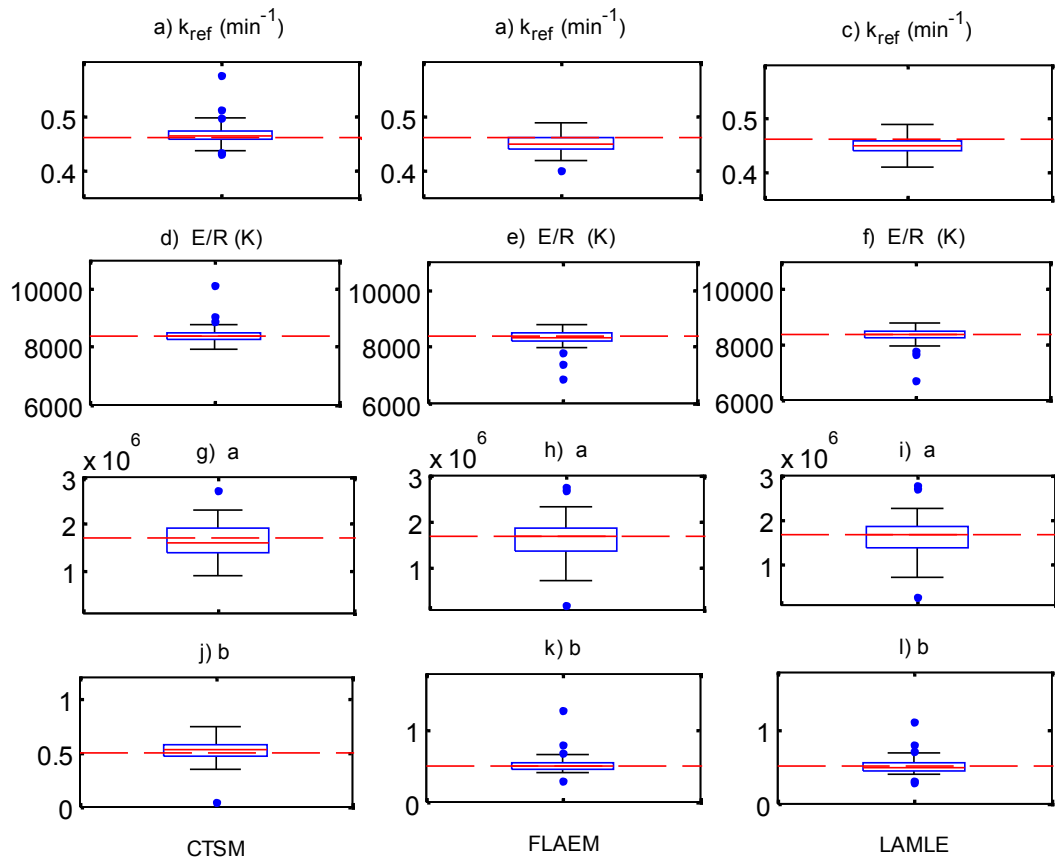 a) k_ref (min^-1) a) k_ref (min^-1) c) k_ref (min^-1)
0.5 0.5 0.5
0.4 0.4 0.4
d) E/R (K) e) E/R (K) f) E/R (K)
10000 10000 10000
8000 8000 8000
6000 6000 6000
x 10^6 g) a x 10^6 h) a x 10^6 i) a
3 3 3
2 2 2
1 1 1
j) b k) b l) b
1
0.5 1 1
0 0 0
CTSM FLAEM LAMLE